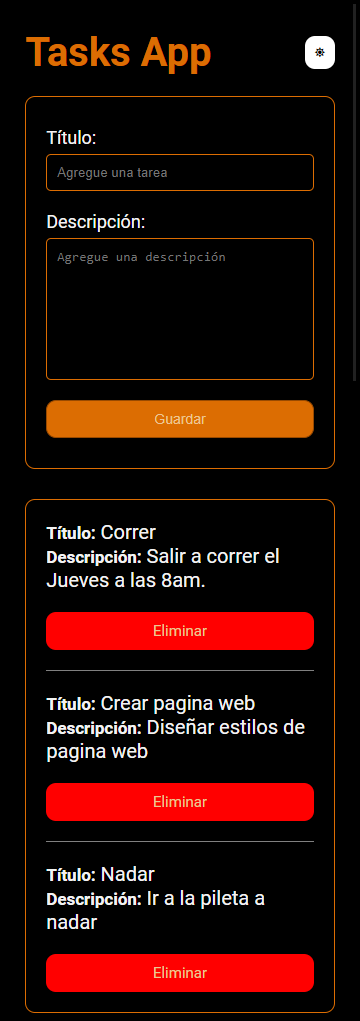 Tasks App
Título:
Agregue una tarea
Descripción:
Agregue una descripción
Guardar
Título: Correr
Descripción: Salir a correr el
Jueves a las 8am.
Eliminar
Título: Crear pagina web
Descripción: Diseñar estilos de
pagina web
Eliminar
Título: Nadar
Descripción: Ir a la pileta a
nadar
Eliminar